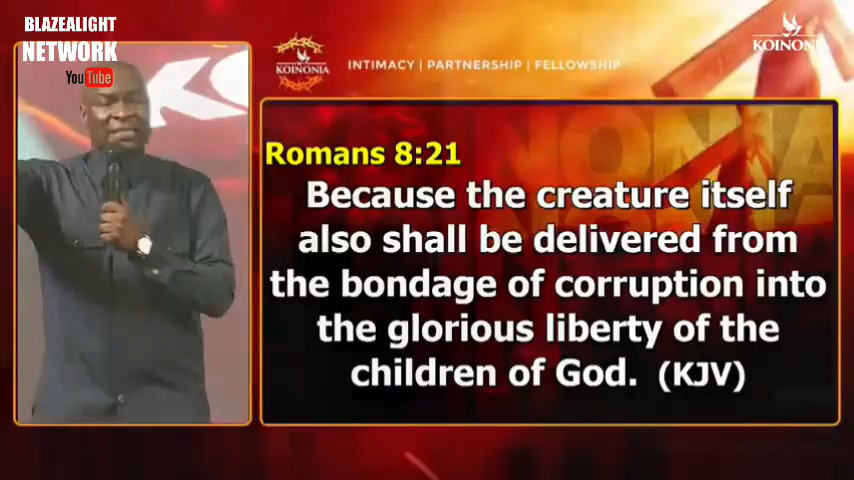 BLAZEALIGHT
NETWORK
YouTube
KOINONIA
INTIMACY | PARTNERSHIP | FELLOWSHIP
KOINONIA
Romans 8:21
Because the creature itself
also shall be delivered from
the bondage of corruption into
the glorious liberty of the
children of God. (KJV)